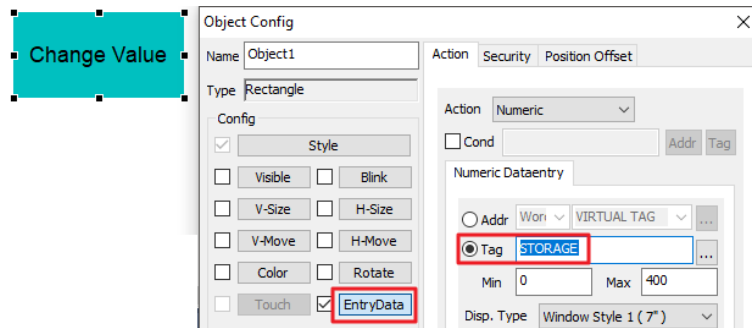 Change Value
Object Config
Name Object1
Type Rectangle
Config
Style
Visible Blink
V-Size H-Size
V-Move H-Move
Color Rotate
Touch EntryData
Action Security Position Offset
Action Numeric
Cond Addr Tag
Numeric Dataentry
Addr VIRTUAL TAG ...
Tag STORAGE ...
Min 0 Max 400
Disp. Type Window Style 1 ( 7" )